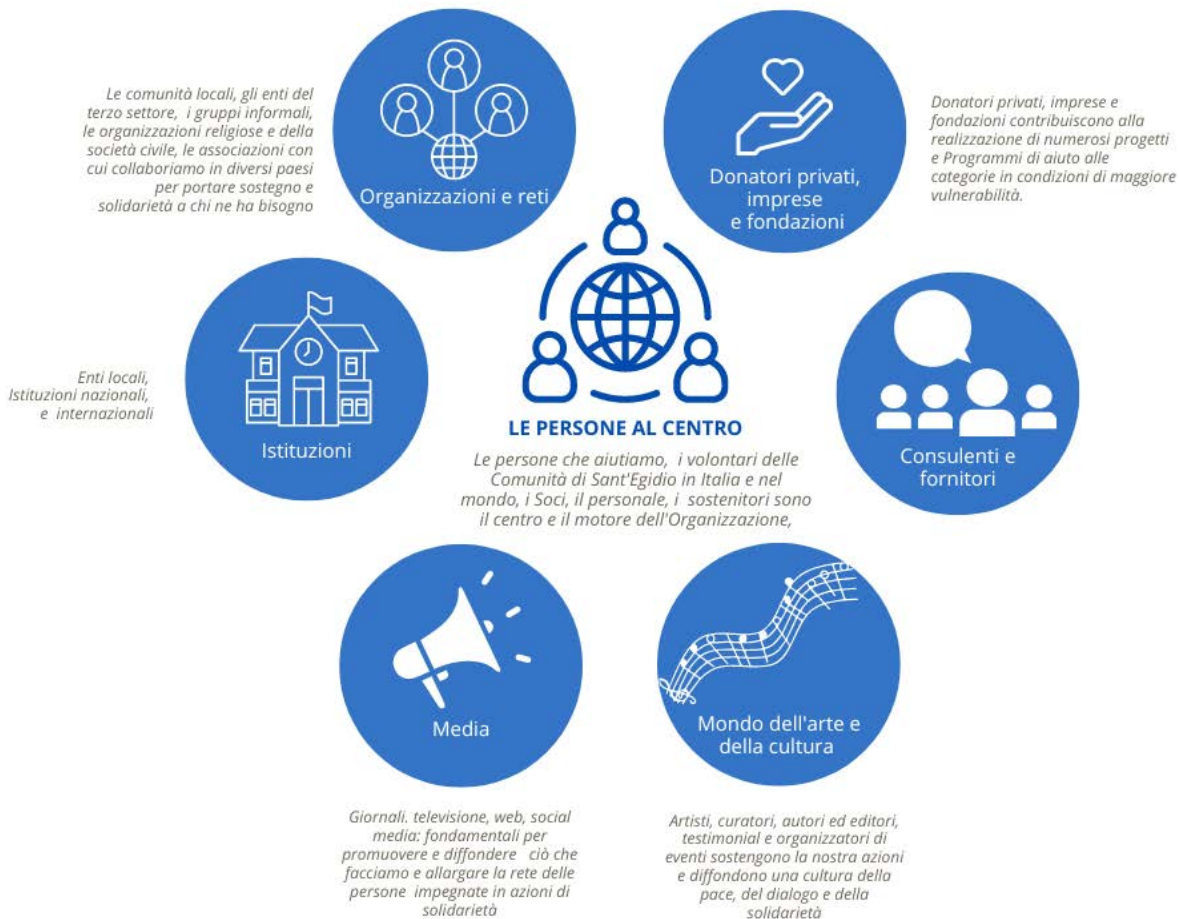 Le comunità locali, gli enti del
terzo settore, i gruppi informali,
le organizzazioni religiose e della
società civile, le associazioni con
cui collaboriamo in diversi paesi
per portare sostegno e
solidarietà a chi ne ha bisogno
Organizzazioni e reti
Donatori privati,
imprese
e fondazioni
Donatori privati, imprese e
fondazioni contribuiscono alla
realizzazione di numerosi progetti
e Programmi di aiuto alle
categorie in condizioni di maggiore
vulnerabilità.
Enti locali,
Istituzioni nazionali,
e internazionali
Istituzioni
LE PERSONE AL CENTRO
Le persone che aiutiamo, i volontari delle
Comunità di Sant'Egidio in Italia e nel
mondo, i Soci, il personale, i sostenitori sono
il centro e il motore dell'Organizzazione,
Consulenti e
fornitori
Media
Giornali. televisione, web, social
media: fondamentali per
promuovere e diffondere ciò che
facciamo e allargare la rete delle
persone impegnate in azioni di
solidarietà
Mondo dell'arte e
della cultura
Artisti, curatori, autori ed editori,
testimonial e organizzatori di
eventi sostengono la nostra azioni
e diffondono una cultura della
pace, del dialogo e della
solidarietà